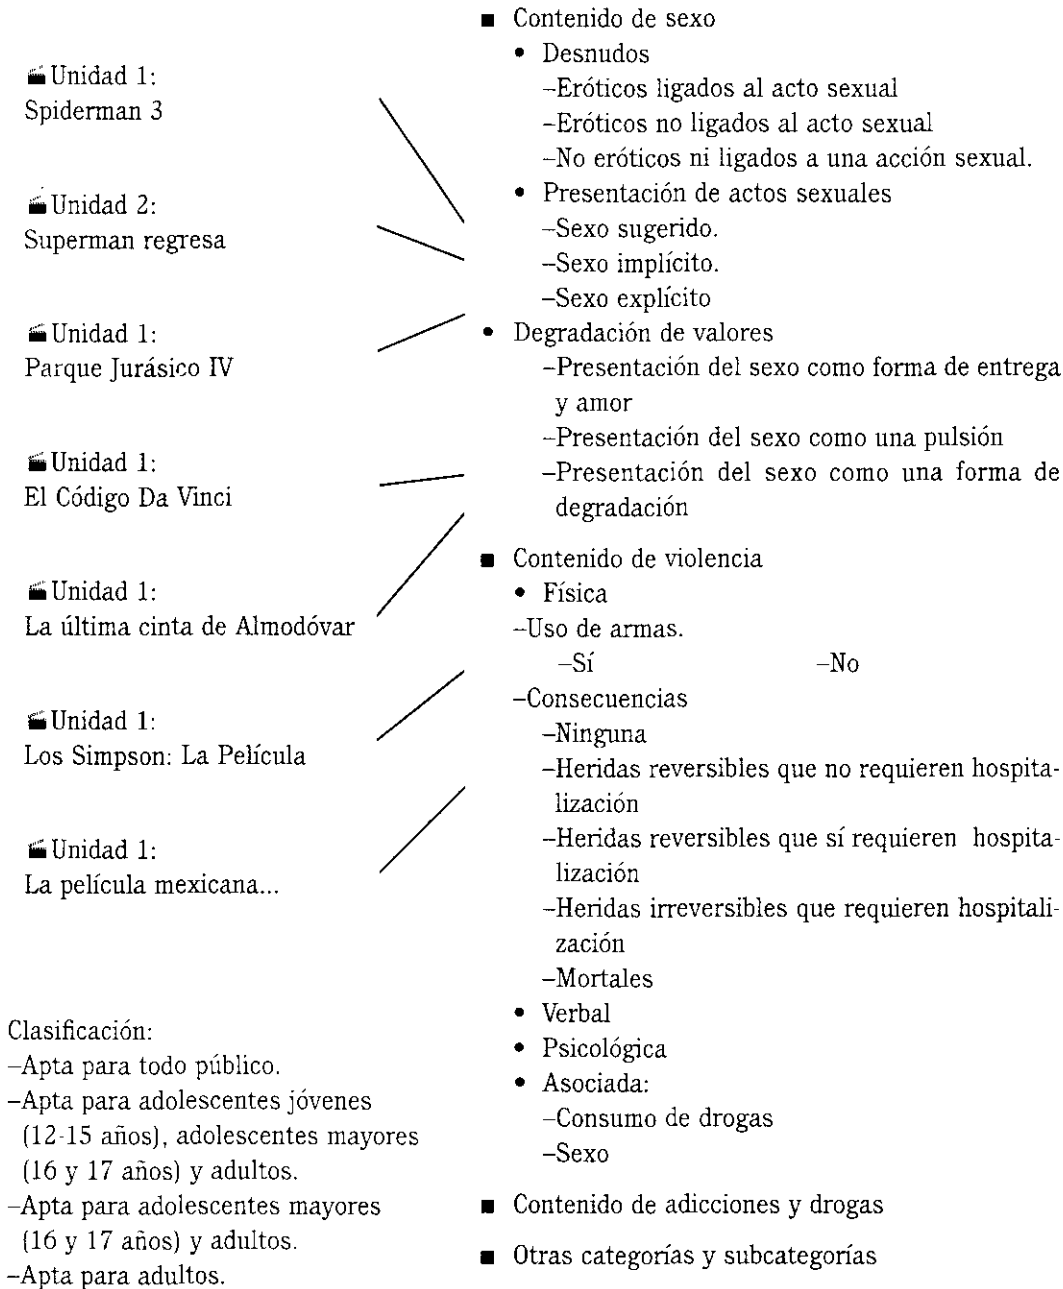 Unidad 1:
Spiderman 3
Unidad 2:
Superman regresa
Unidad 1:
Parque Jurásico IV
Unidad 1:
El Código Da Vinci
Unidad 1:
La última cinta de Almodóvar
Unidad 1:
Los Simpson: La Película
Unidad 1:
La película mexicana...
Clasificación:
–Apta para todo público.
–Apta para adolescentes jóvenes
(12-15 años), adolescentes mayores
(16 y 17 años) y adultos.
–Apta para adolescentes mayores
(16 y 17 años) y adultos.
–Apta para adultos.
■ Contenido de sexo
• Desnudos
–Eróticos ligados al acto sexual
–Eróticos no ligados al acto sexual
–No eróticos ni ligados a una acción sexual.
• Presentación de actos sexuales
–Sexo sugerido.
–Sexo implícito.
–Sexo explícito
• Degradación de valores
–Presentación del sexo como forma de entrega
y amor
–Presentación del sexo como una pulsión
–Presentación del sexo como una forma de
degradación
■ Contenido de violencia
• Física
–Uso de armas.
–Sí –No
–Consecuencias
–Ninguna
–Heridas reversibles que no requieren hospita-
lización
–Heridas reversibles que sí requieren hospita-
lización
–Heridas irreversibles que requieren hospitali-
zación
–Mortales
• Verbal
• Psicológica
• Asociada:
–Consumo de drogas
–Sexo
■ Contenido de adicciones y drogas
■ Otras categorías y subcategorías